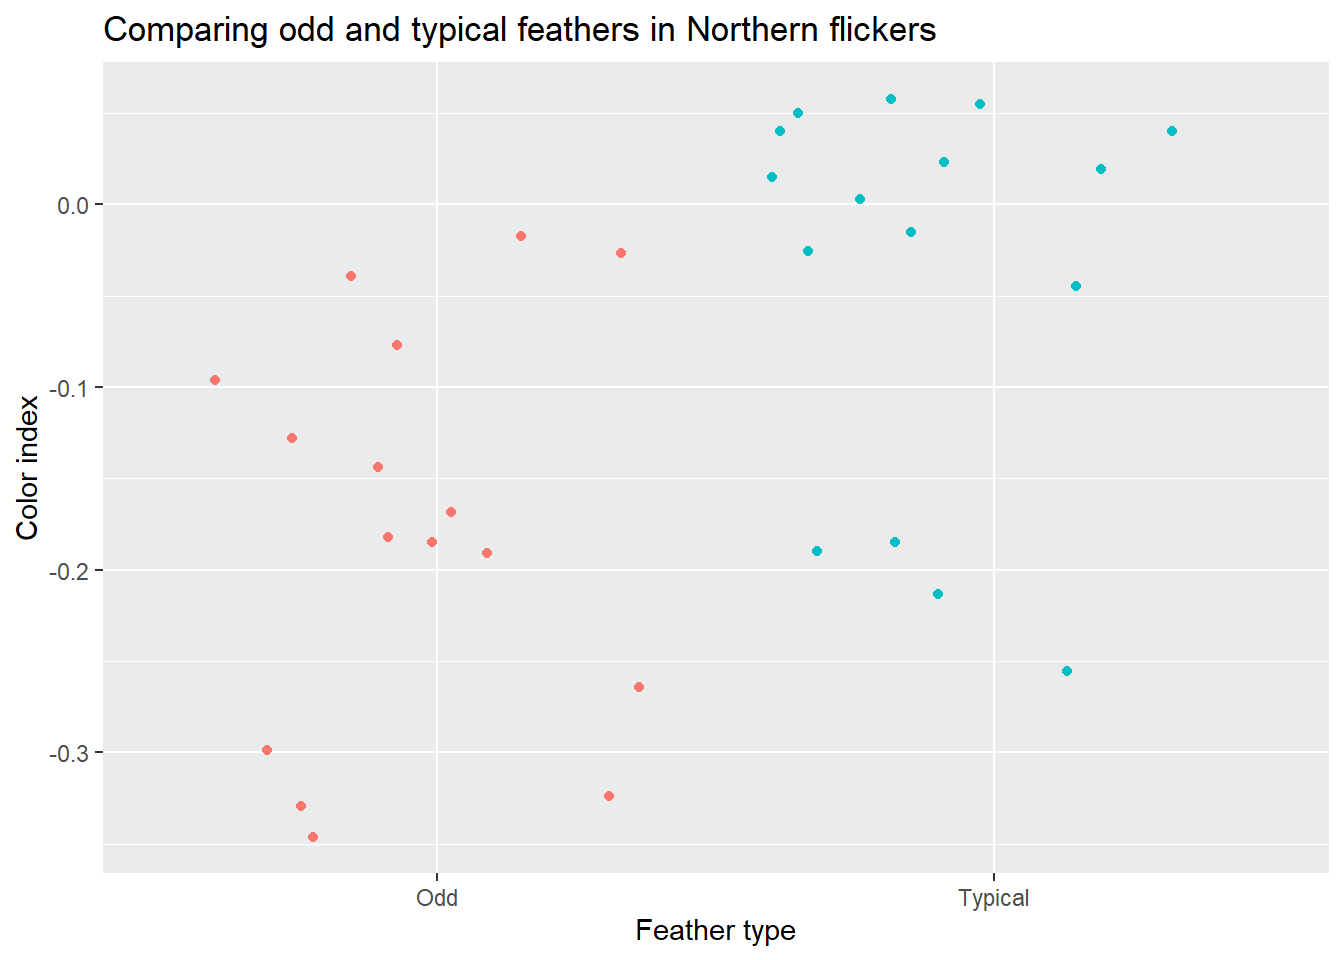 Comparing odd and typical feathers in Northern flickers
Color index
0.0
-0.1
-0.2
-0.3
Odd
Typical
Feather type